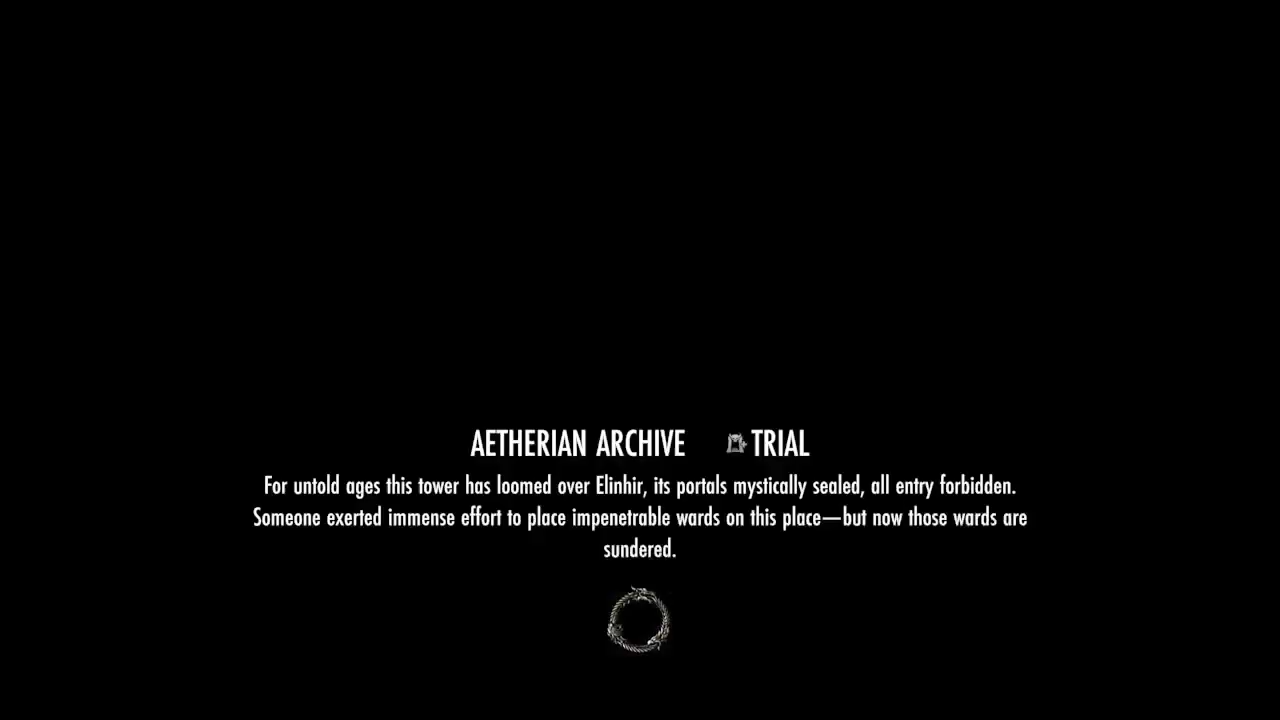 AETHERIAN ARCHIVE TRIAL
For untold ages this tower has loomed over Elinhir, its portals mystically sealed, all entry forbidden.
Someone exerted immense effort to place impenetrable wards on this place—but now those wards are
sundered.